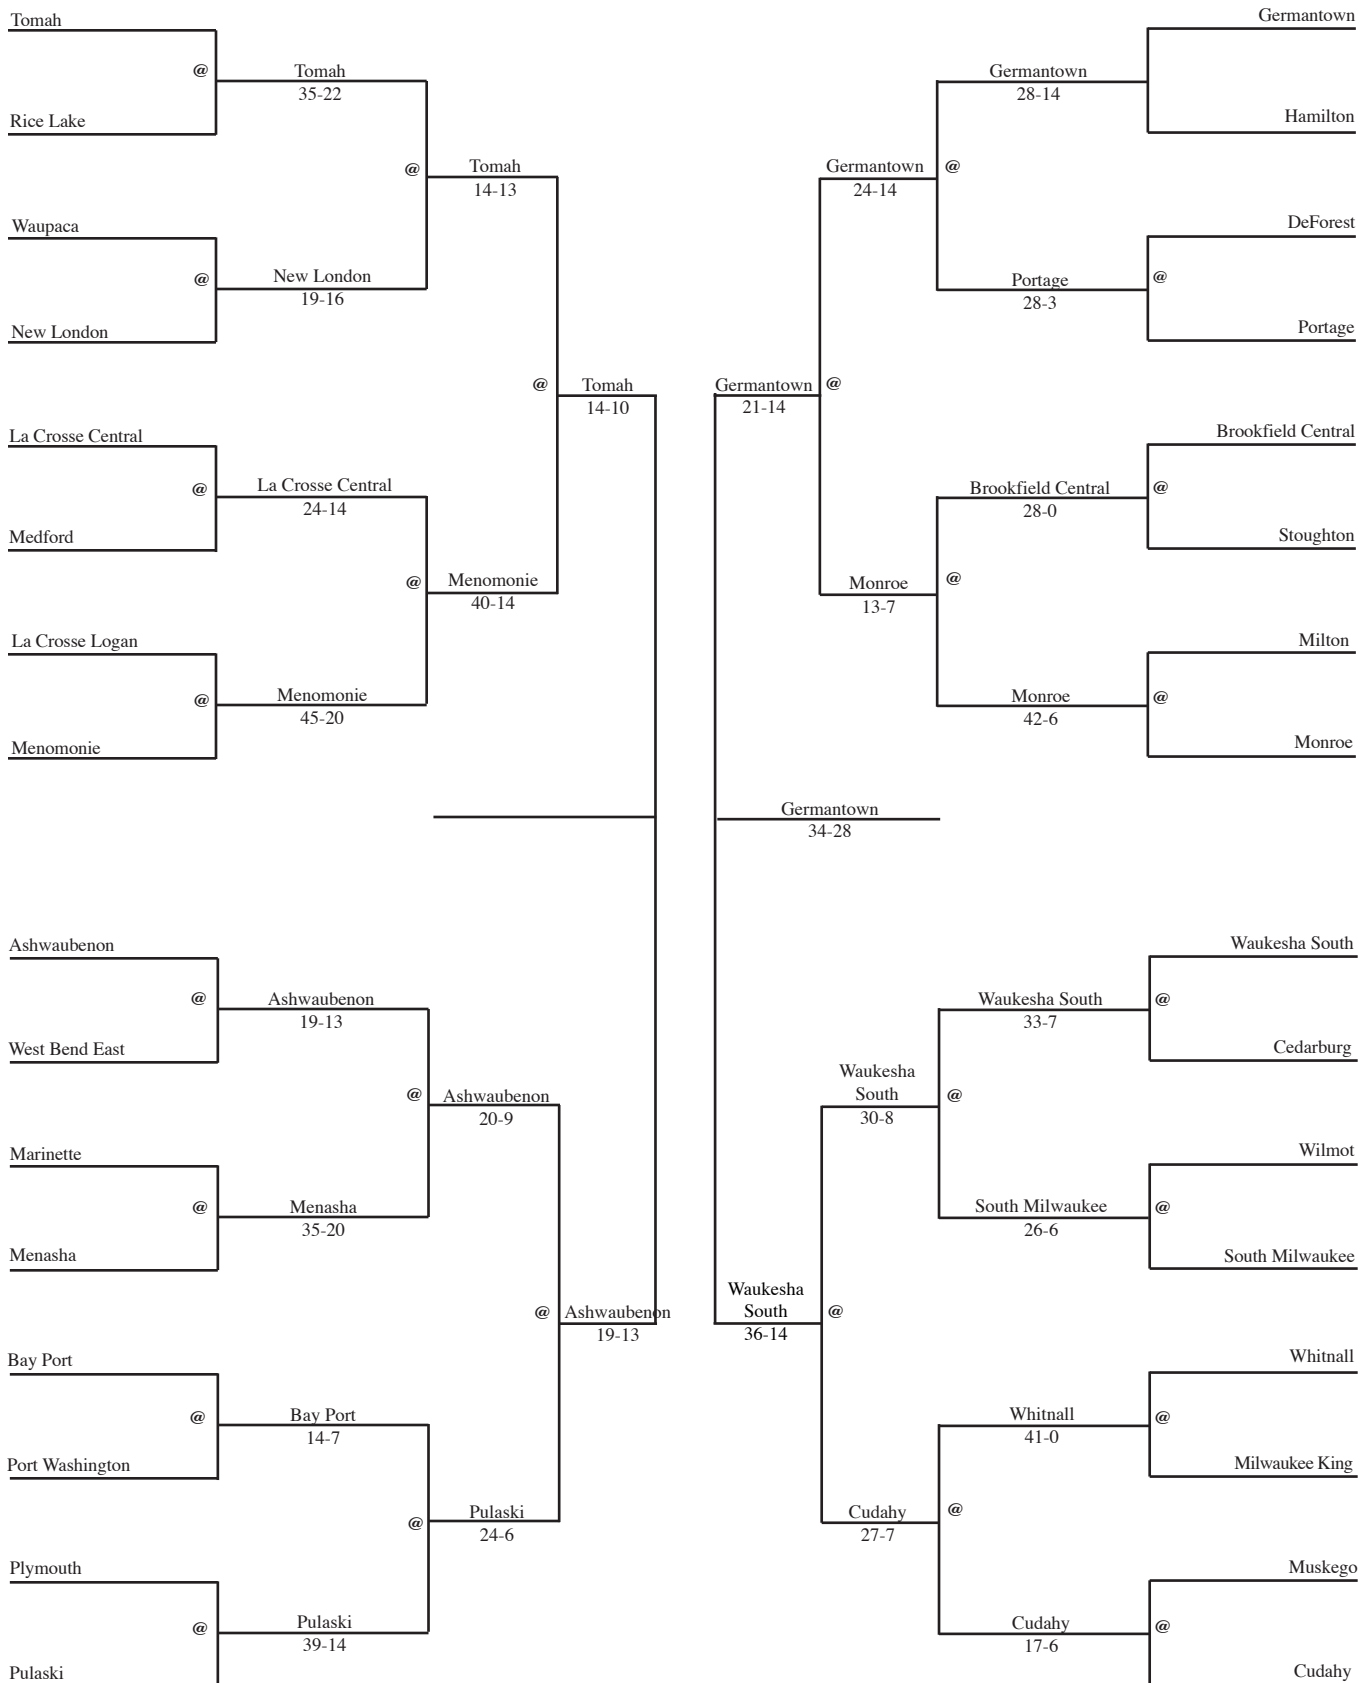 Tomah
@
Tomah
35-22
Rice Lake
@
Tomah
14-13
Waupaca
@
New London
19-16
New London
@
Tomah
14-10
La Crosse Central
@
La Crosse Central
24-14
Medford
@
Menomonie
40-14
La Crosse Logan
@
Menomonie
45-20
Menomonie
Ashwaubenon
@
Ashwaubenon
19-13
West Bend East
@
Ashwaubenon
20-9
Marinette
@
Menasha
35-20
Menasha
@
Ashwaubenon
19-13
Bay Port
@
Bay Port
14-7
Port Washington
@
Pulaski
24-6
Plymouth
@
Pulaski
39-14
Pulaski
Germantown
Germantown
28-14
Hamilton
Germantown
24-14
@
DeForest
Portage
28-3
@
Portage
Germantown
21-14
@
Brookfield Central
Brookfield Central
28-0
@
Stoughton
Monroe
13-7
@
Milton
Monroe
42-6
@
Monroe
Germantown
34-28
Waukesha South
Waukesha South
33-7
@
Cedarburg
Waukesha
South
30-8
@
Wilmot
South Milwaukee
26-6
@
South Milwaukee
Waukesha
South
36-14
@
Whitnall
Whitnall
41-0
@
Milwaukee King
Cudahy
27-7
@
Muskego
Cudahy
17-6
@
Cudahy